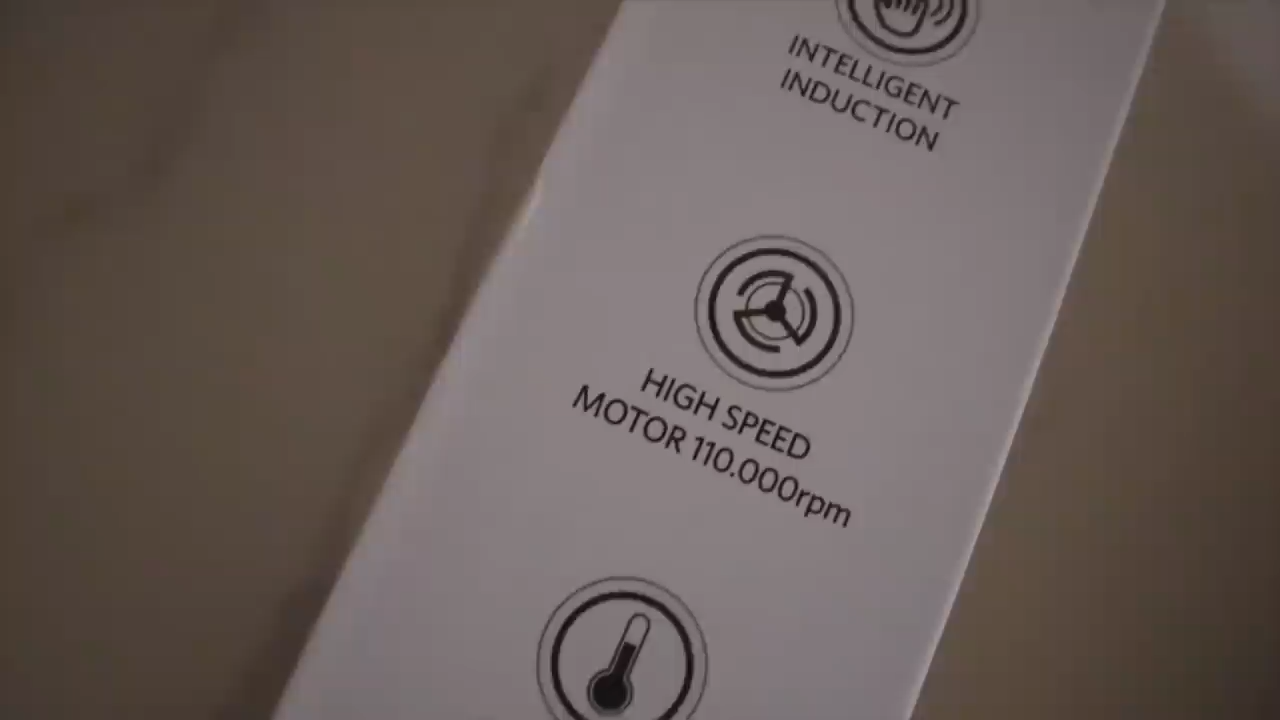 INTELLIGENT
INDUCTION
HIGH SPEED
MOTOR 110.000rpm